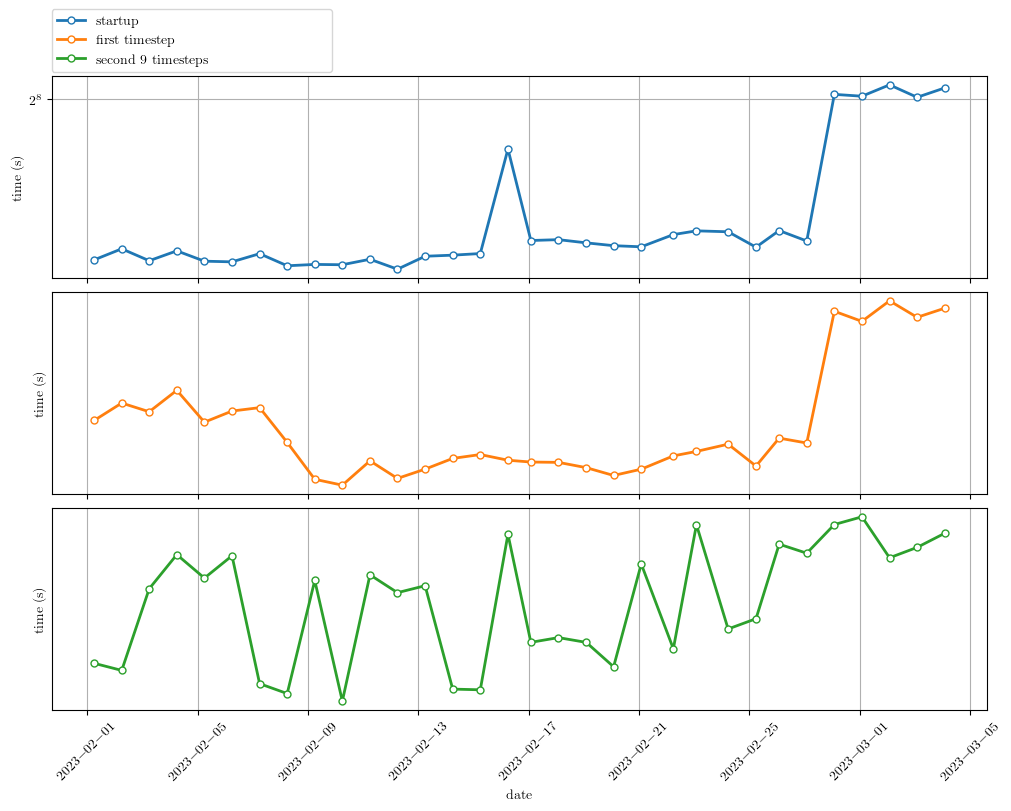 startup
first timestep
second 9 timesteps
2⁸
time (s)
time (s)
time (s)
2023−02−01
2023−02−05
2023−02−09
2023−02−13
2023−02−17
2023−02−21
2023−02−25
2023−03−01
2023−03−05
date